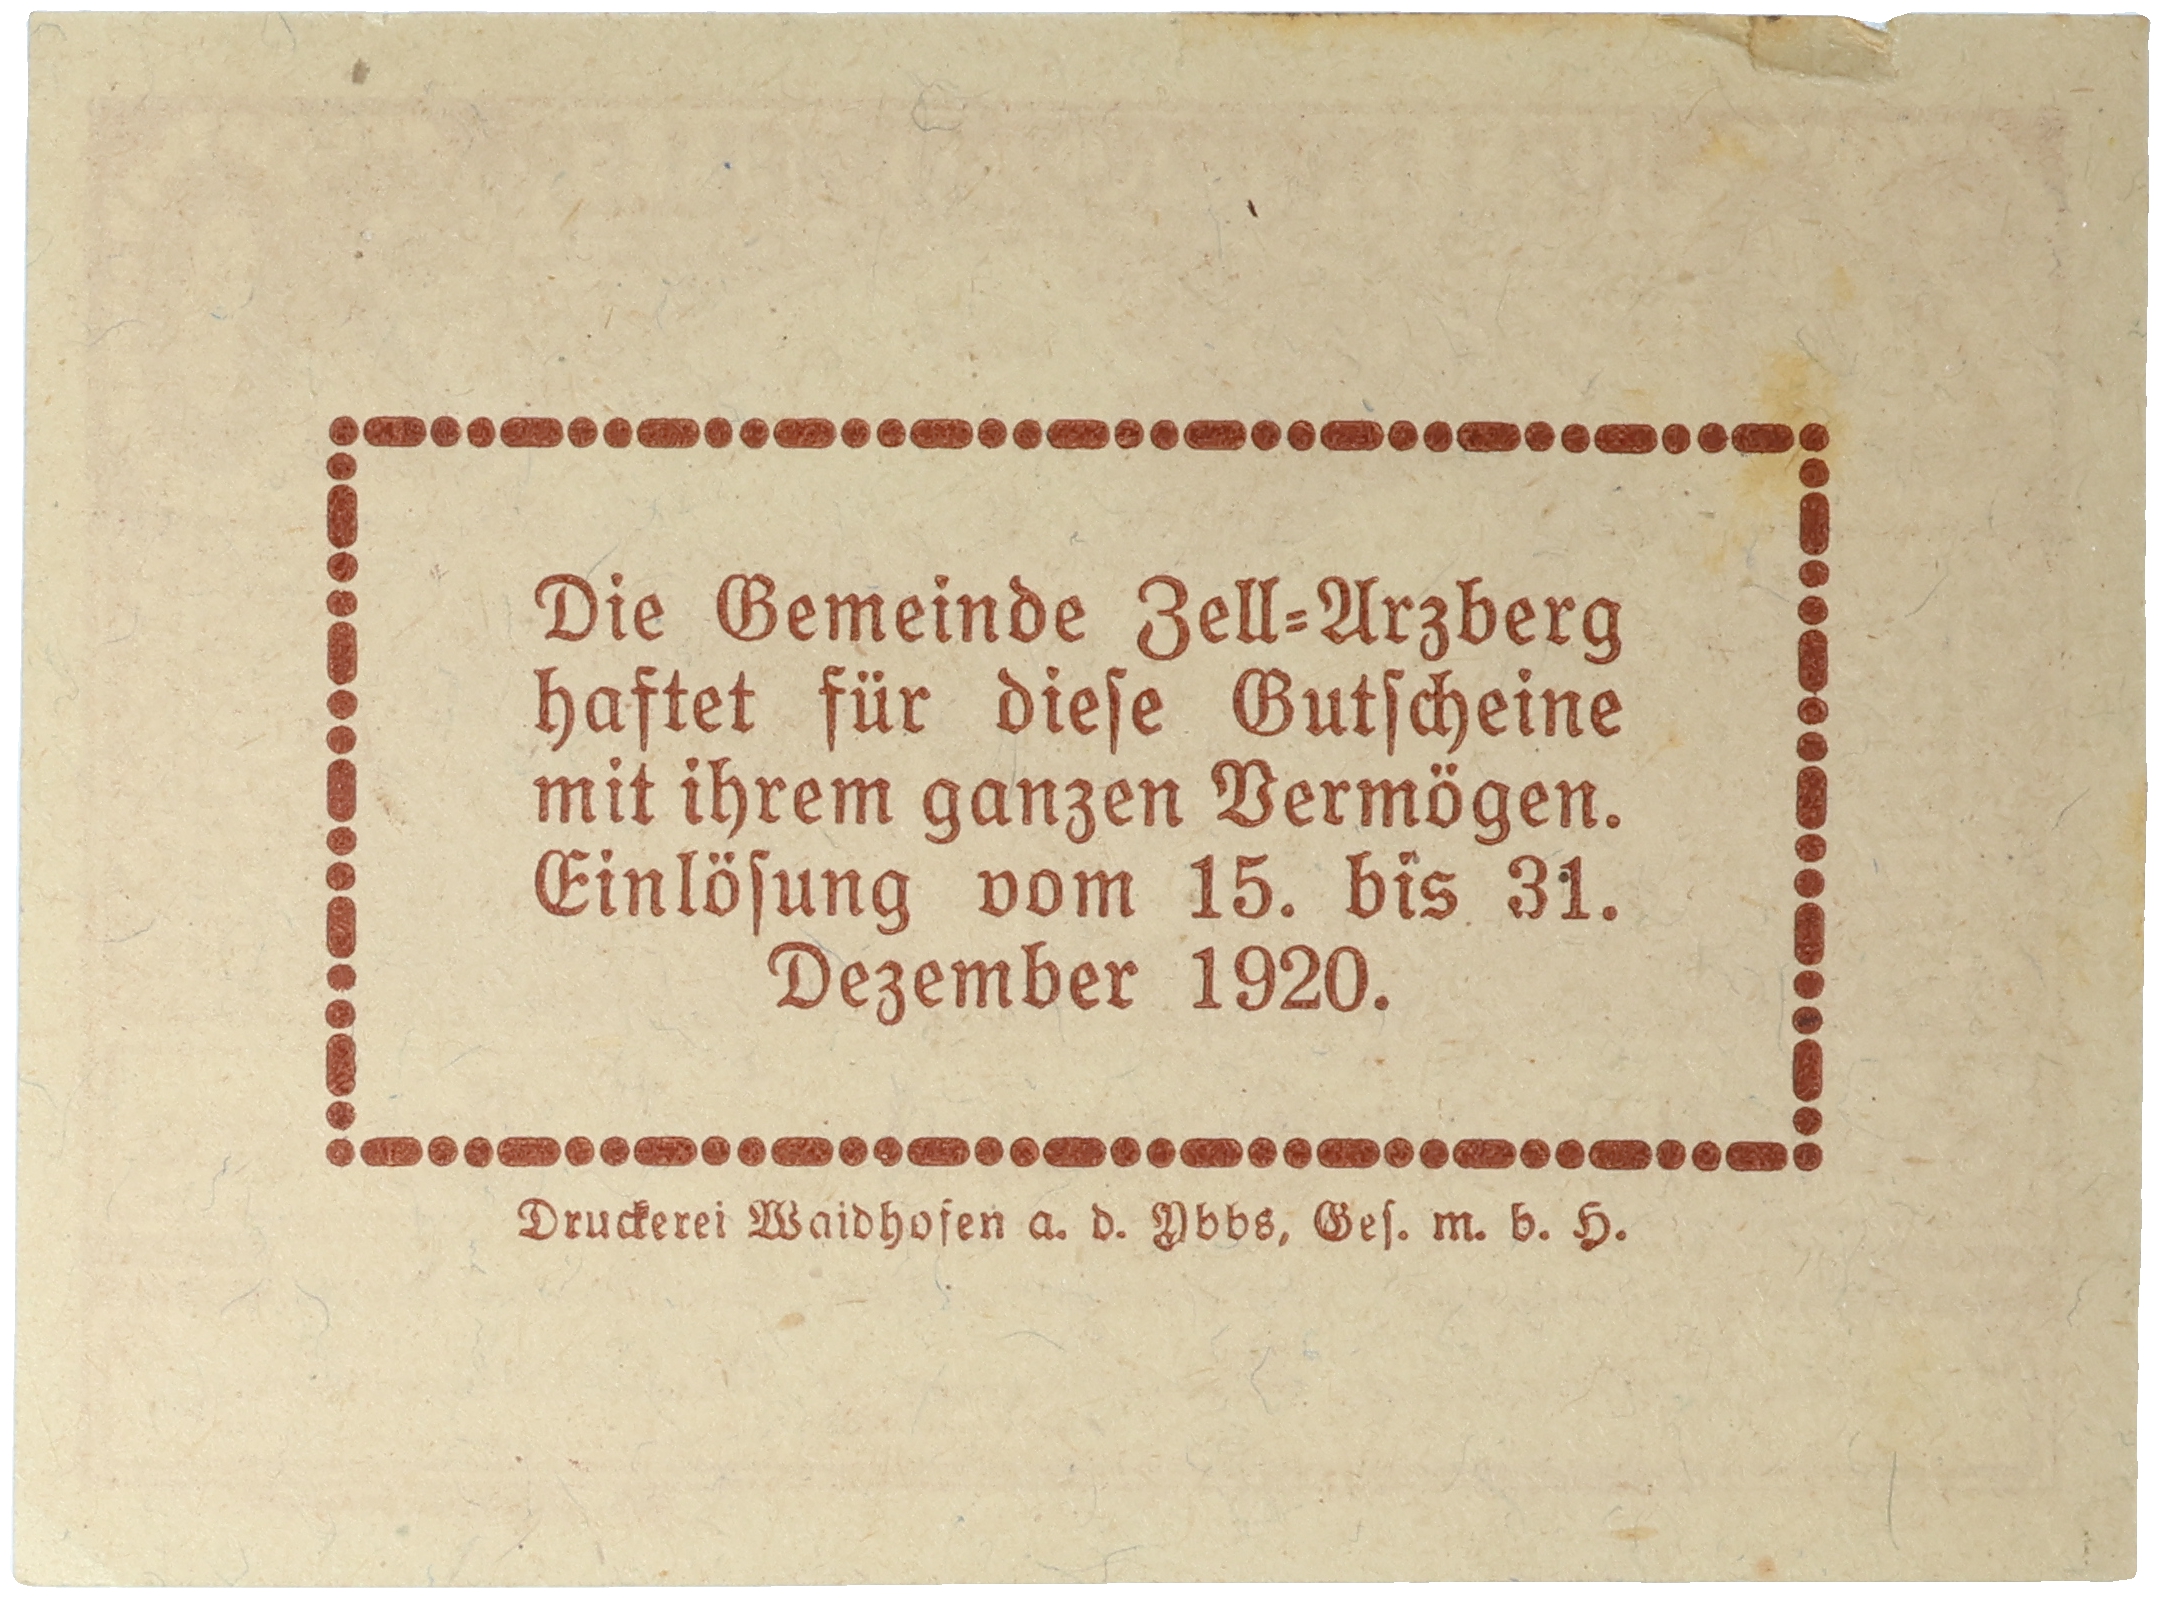 Die Gemeinde Zell-Arzberg
haftet für diese Gutscheine
mit ihrem ganzen Vermögen.
Einlösung vom 15. bis 31.
Dezember 1920.
Druckerei Waidhofen a. d. Ybbs, Ges. m. b. H.